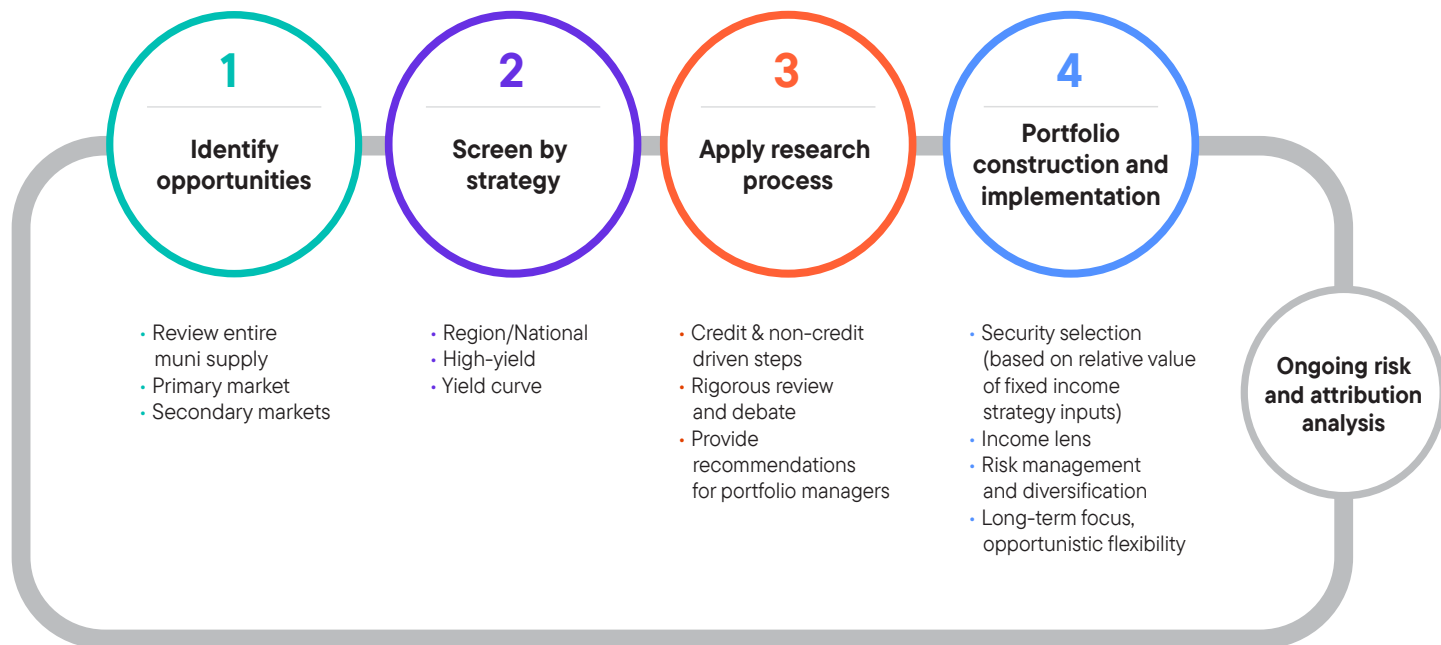 1
Identify
opportunities
• Review entire
muni supply
• Primary market
• Secondary markets
2
Screen by
strategy
• Region/National
• High-yield
• Yield curve
3
Apply research
process
• Credit & non-credit
driven steps
• Rigorous review
and debate
• Provide
recommendations
for portfolio managers
4
Portfolio
construction and
implementation
• Security selection
(based on relative value
of fixed income
strategy inputs)
• Income lens
• Risk management
and diversification
• Long-term focus,
opportunistic flexibility
Ongoing risk
and attribution
analysis